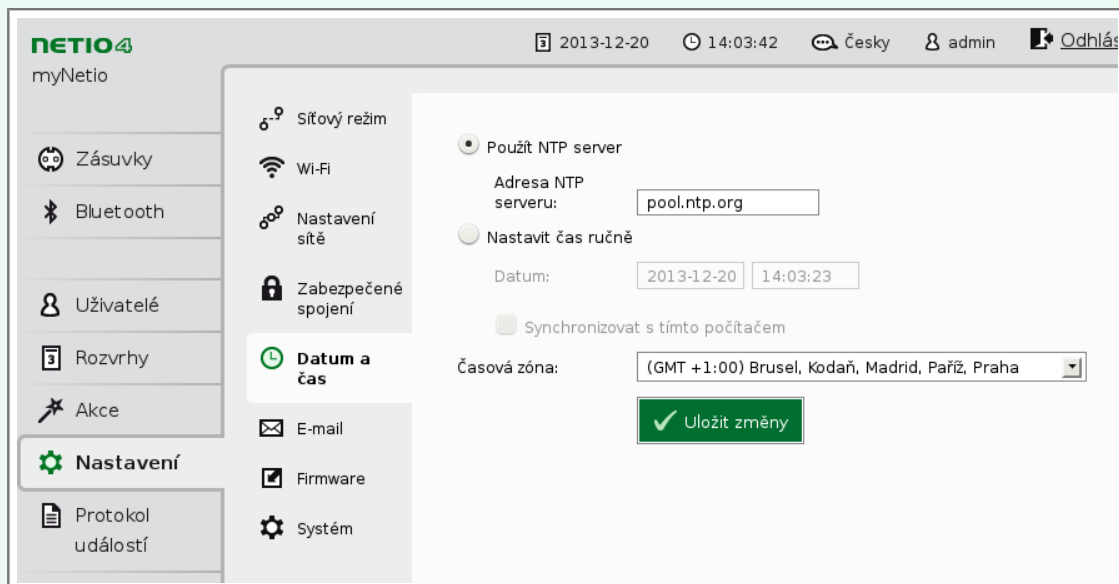 NETIO4
myNetio
2013-12-20
14:03:42
Česky
admin
Odhlás
Zásuvky
Bluetooth
Uživatelé
Rozvrhy
Akce
Nastavení
Protokol
událostí
Síťový režim
Wi-Fi
Nastavení
sítě
Zabezpečené
spojení
Datum a
čas
E-mail
Firmware
Systém
Použít NTP server
Adresa NTP
serveru:
pool.ntp.org
Nastavit čas ručně
Datum:
2013-12-20
14:03:23
Synchronizovat s tímto počítačem
Časová zóna:
(GMT +1:00) Brusel, Kodaň, Madrid, Paříž, Praha
Uložit změny